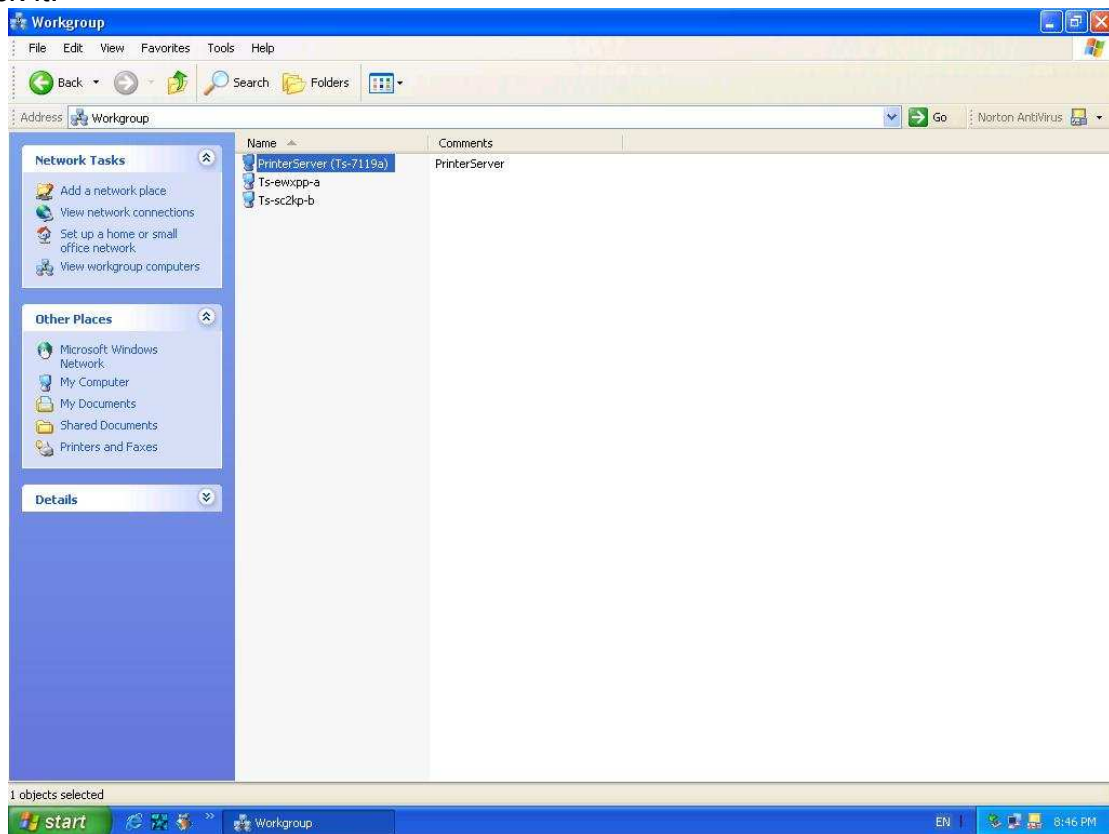 Workgroup
File Edit View Favorites Tools Help
Back Search Folders
Address Workgroup Go Norton AntiVirus
Name Comments
Network Tasks
Add a network place
View network connections
Set up a home or small
office network
View workgroup computers
Other Places
Microsoft Windows
Network
My Computer
My Documents
Shared Documents
Printers and Faxes
Details
PrinterServer (Ts-7119a) PrinterServer
Ts-ewxpp-a
Ts-sc2kp-b
1 objects selected
start Workgroup EN 8:46 PM